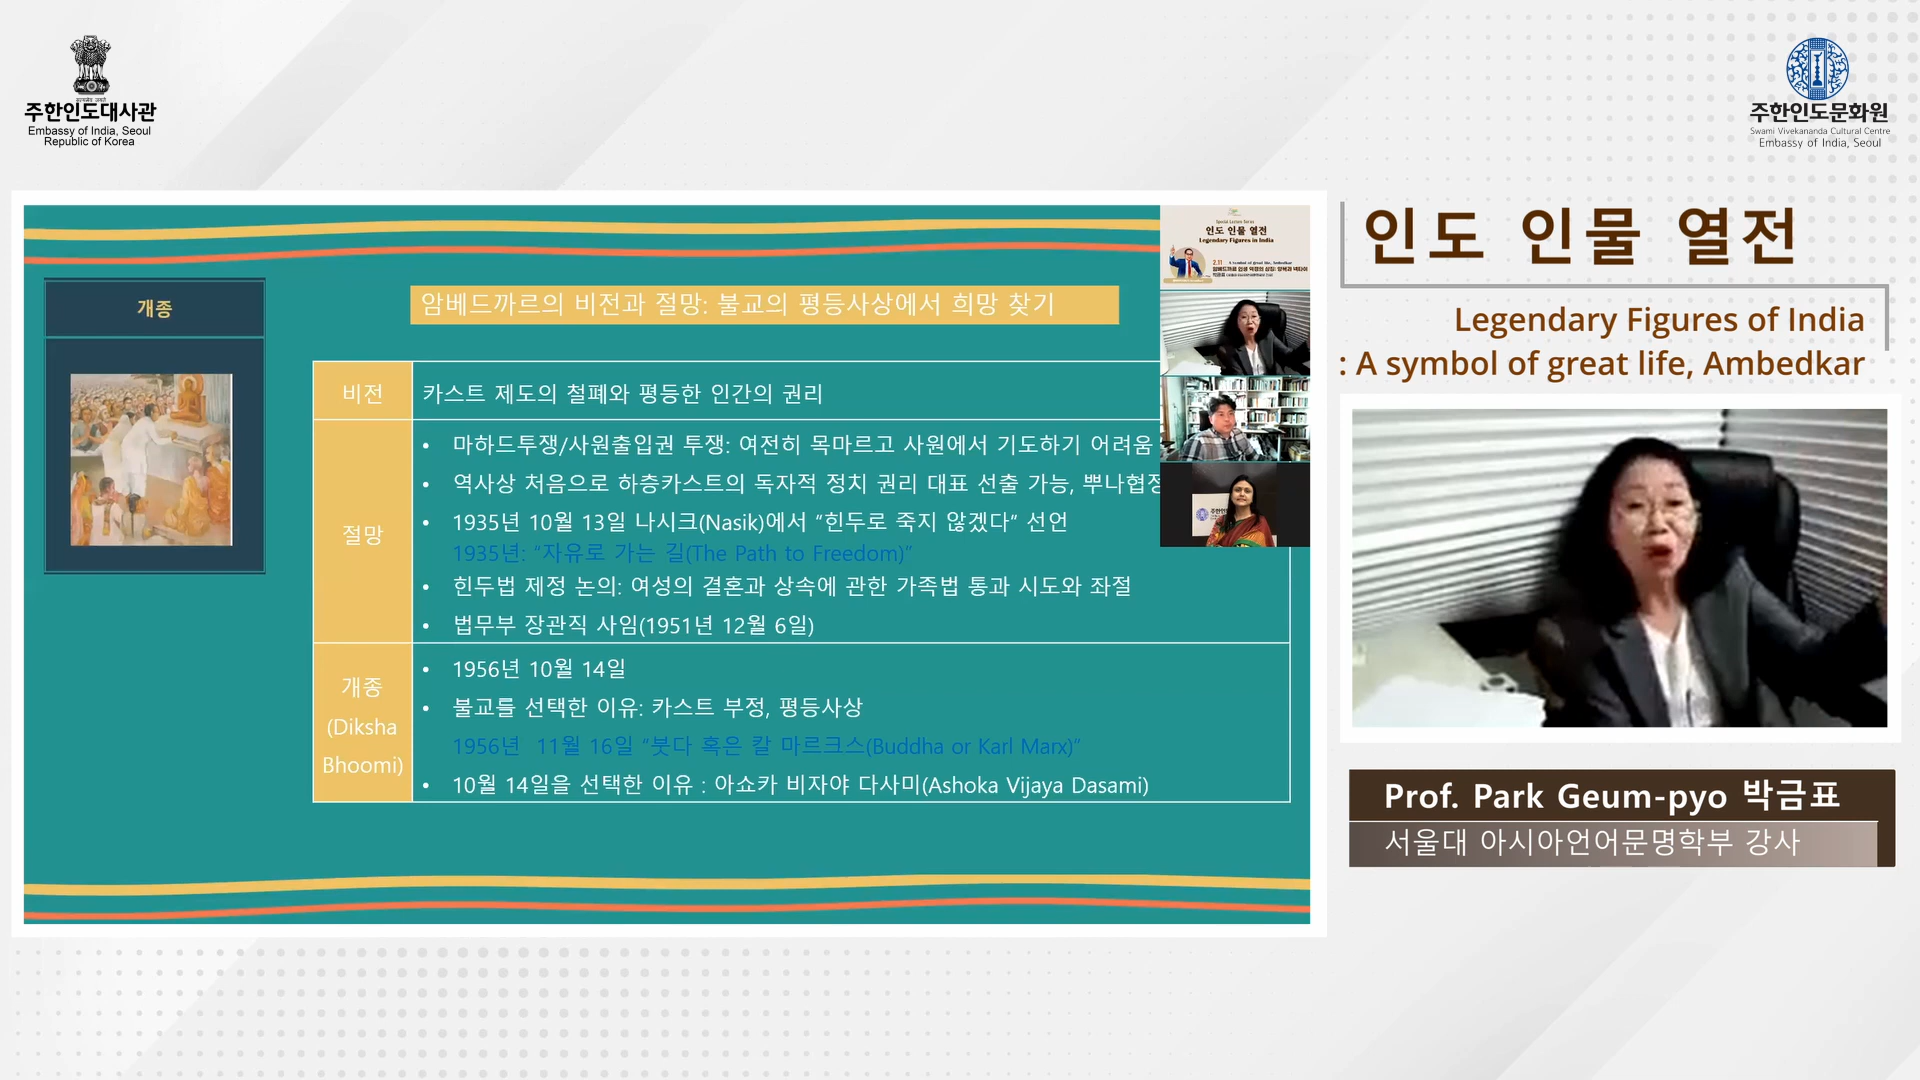 주한인도대사관
Embassy of India, Seoul
Republic of Korea
주한인도문화원
Swami Vivekananda Cultural Centre
Embassy of India, Seoul
개종
암베드까르의 비전과 절망: 불교의 평등사상에서 희망 찾기
비전
카스트 제도의 철폐와 평등한 인간의 권리
절망
• 마하드투쟁/사원출입권 투쟁: 여전히 목마르고 사원에서 기도하기 어려움
• 역사상 처음으로 하층카스트의 독자적 정치 권리 대표 선출 가능, 뿌나협정
• 1935년 10월 13일 나시크(Nasik)에서 “힌두로 죽지 않겠다” 선언
1935년: “자유로 가는 길(The Path to Freedom)”
• 힌두법 제정 논의: 여성의 결혼과 상속에 관한 가족법 통과 시도와 좌절
• 법무부 장관직 사임(1951년 12월 6일)
개종
(Diksha
Bhoomi)
• 1956년 10월 14일
• 불교를 선택한 이유: 카스트 부정, 평등사상
1956년 11월 16일 “붓다 혹은 칼 마르크스(Buddha or Karl Marx)”
• 10월 14일을 선택한 이유 : 아쇼카 비자야 다사미(Ashoka Vijaya Dasami)
Special Lecture Series
인도 인물 열전
Legendary Figures in India
2.11
A Symbol of great life, Ambedkar
인도 인물 열전
Legendary Figures of India
: A symbol of great life, Ambedkar
Prof. Park Geum-pyo 박금표
서울대 아시아언어문명학부 강사